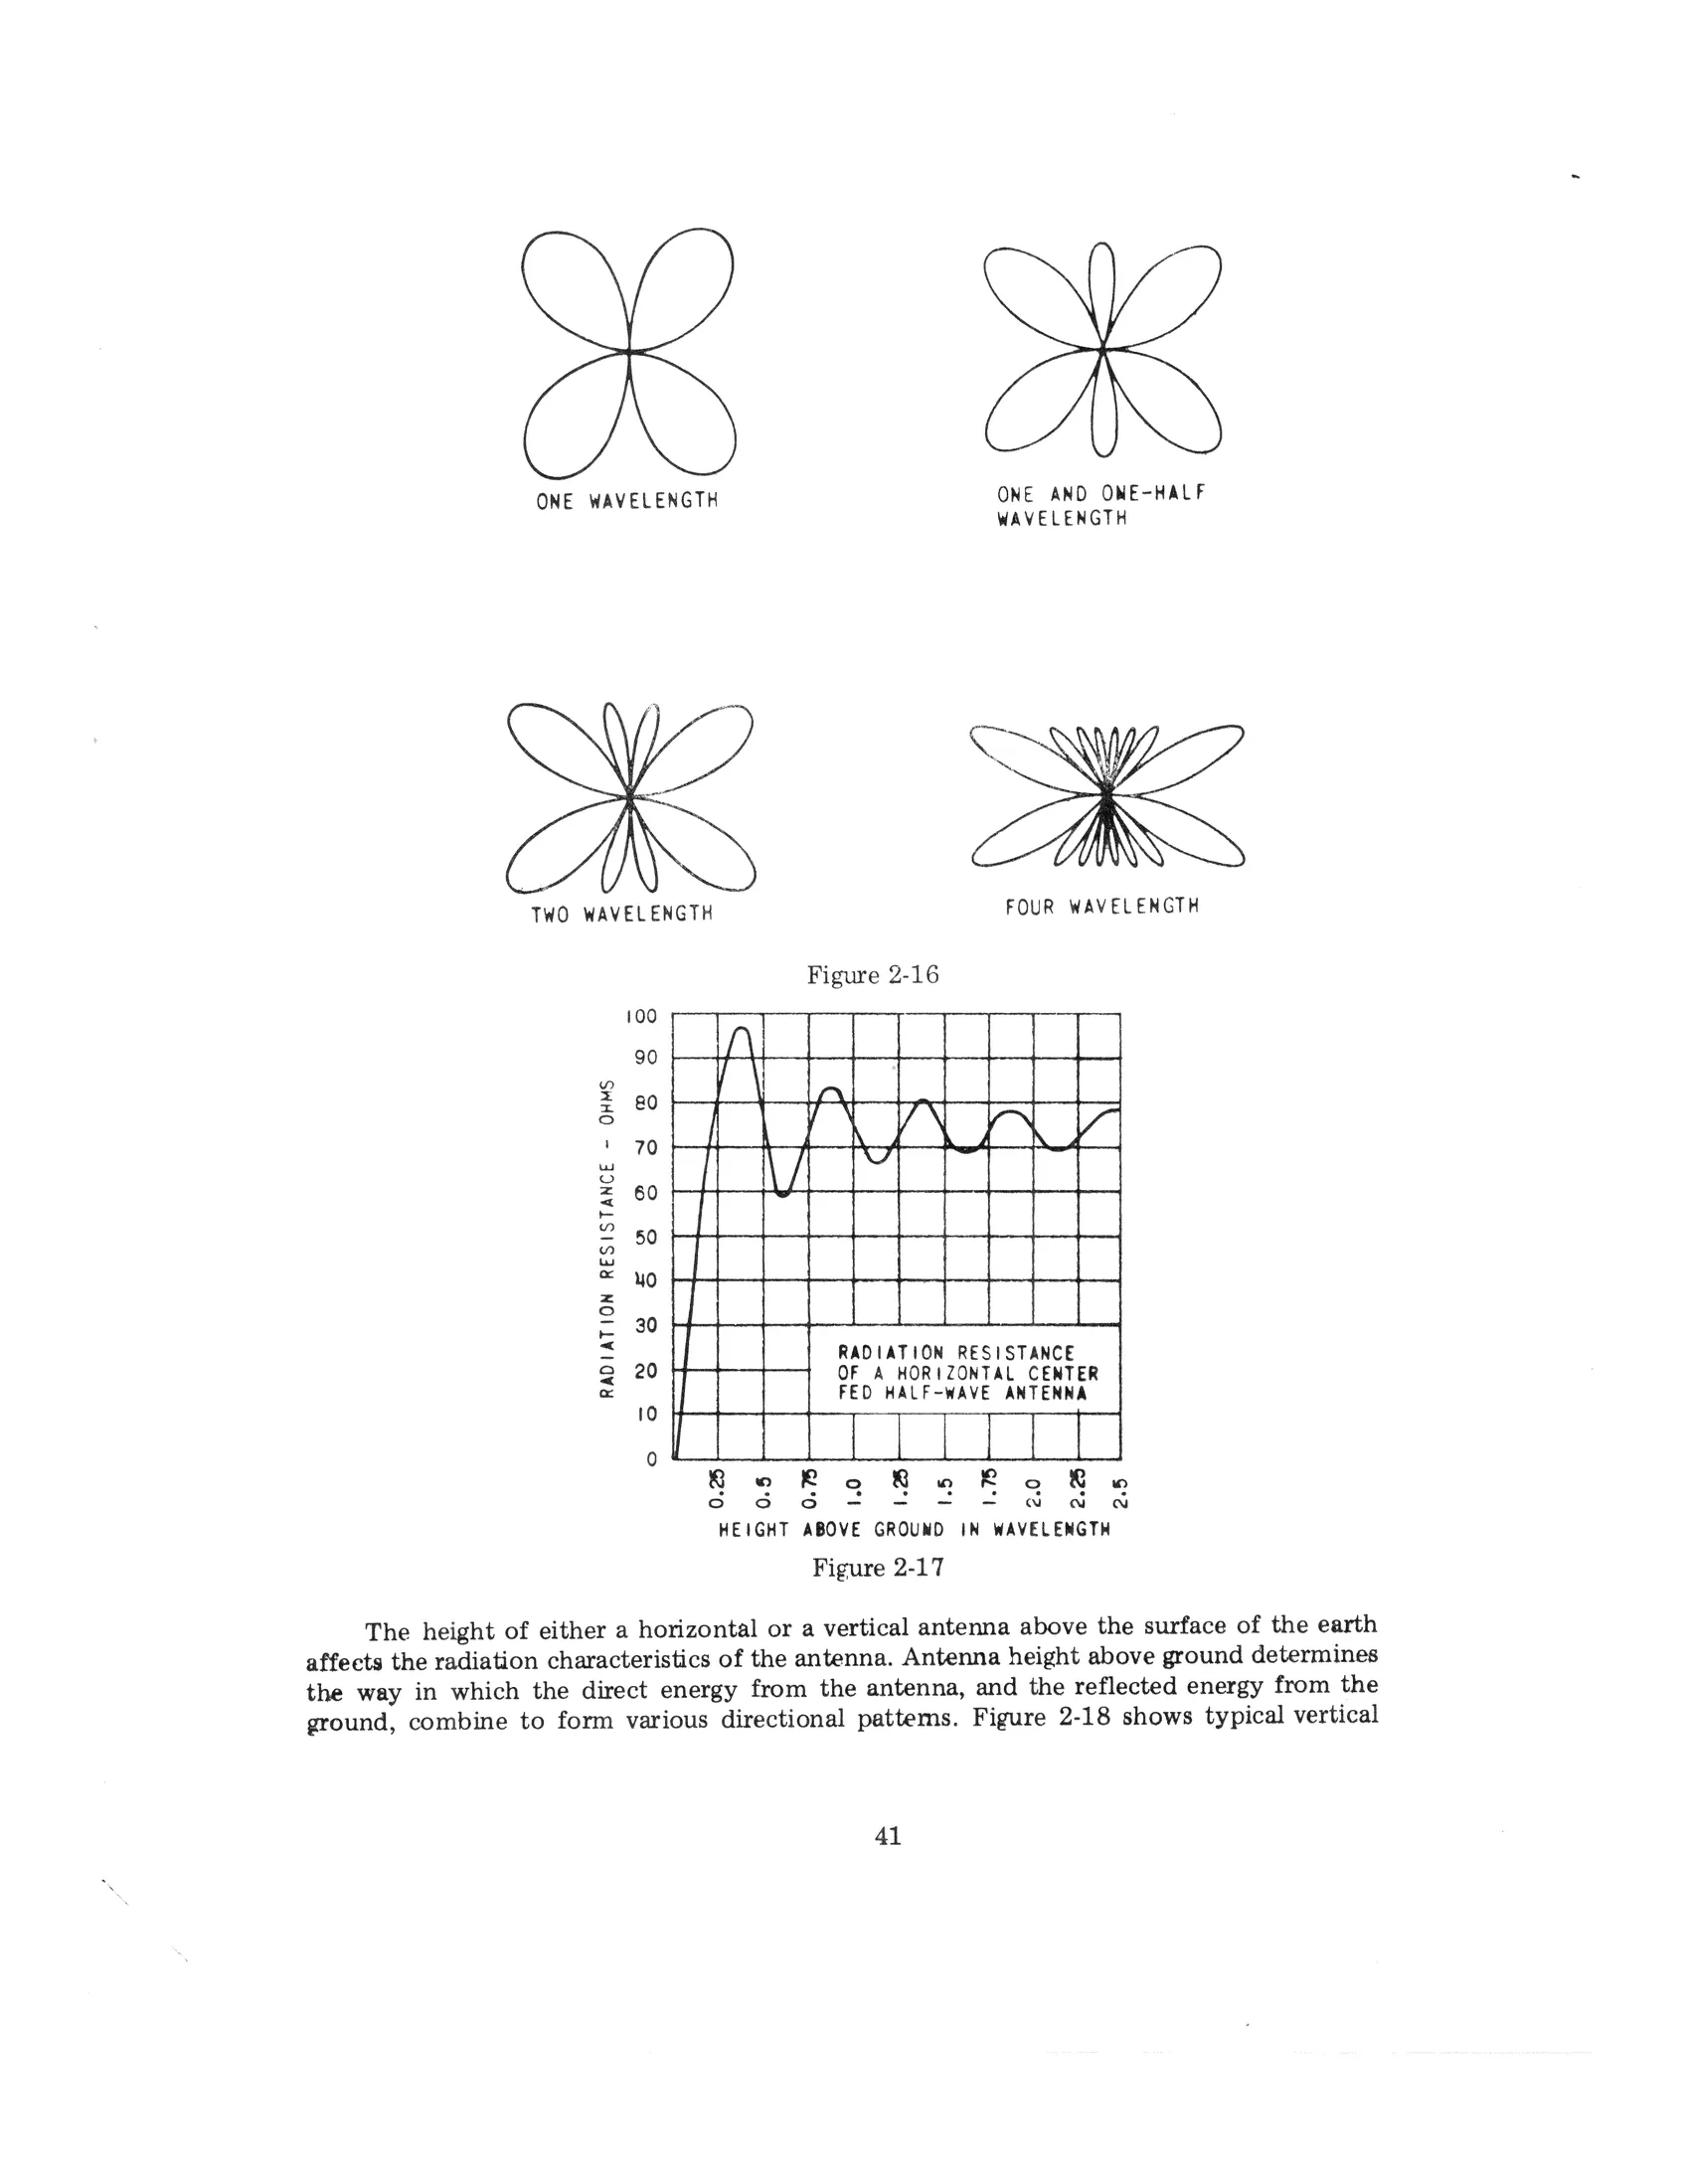 ONE WAVELENGTH
ONE AND ONE-HALF
WAVELENGTH
TWO WAVELENGTH
FOUR WAVELENGTH
Figure 2-16
100
90
80
70
60
50
40
30
20
10
0
RADIATION RESISTANCE - OHMS
RADIATION RESISTANCE
OF A HORIZONTAL CENTER
FED HALF-WAVE ANTENNA
0.25 0.5 0.75 1.0 1.25 1.5 1.75 2.0 2.25 2.5
HEIGHT ABOVE GROUND IN WAVELENGTH
Figure 2-17
The height of either a horizontal or a vertical antenna above the surface of the earth
affects the radiation characteristics of the antenna. Antenna height above ground determines
the way in which the direct energy from the antenna, and the reflected energy from the
ground, combine to form various directional patterns. Figure 2-18 shows typical vertical
41